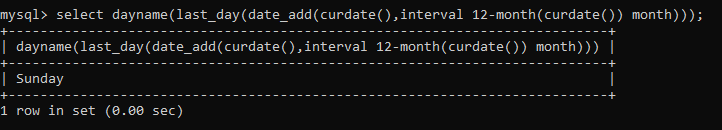 mysql> select dayname(last_day(date_add(curdate(),interval 12-month(curdate()) month)));
+--------------------------------------------------------------------------+
| dayname(last_day(date_add(curdate(),interval 12-month(curdate()) month))) |
+--------------------------------------------------------------------------+
| Sunday |
+--------------------------------------------------------------------------+
1 row in set (0.00 sec)